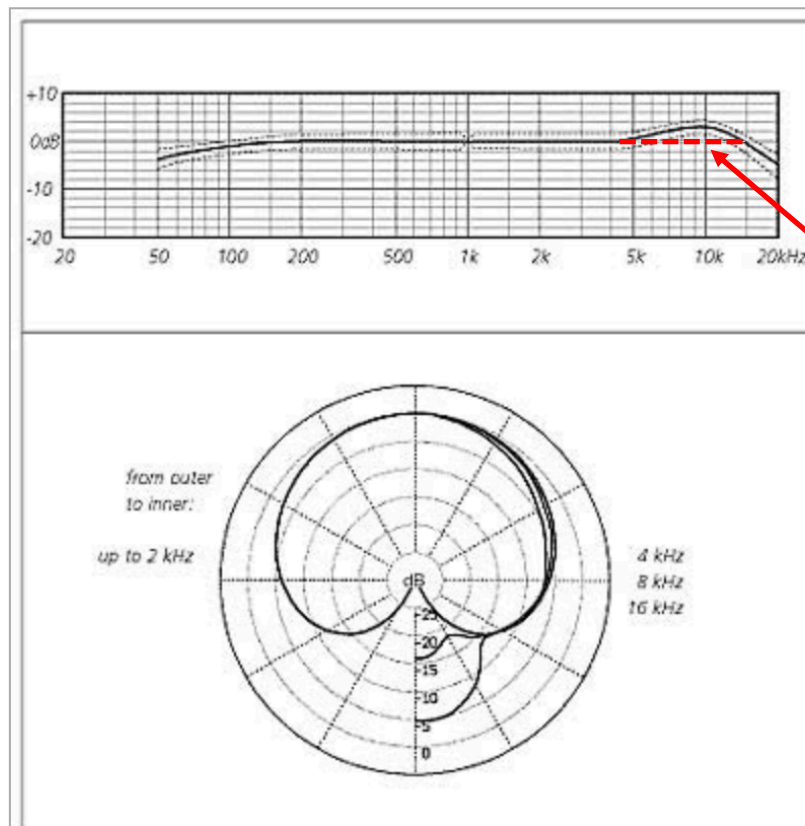 +10
0dB
-10
-20
20 50 100 200 500 1k 2k 5k 10k 20kHz
from outer
to inner:
up to 2 kHz
4 kHz
8 kHz
16 kHz
dB
-25
-20
-15
-10
-5
0